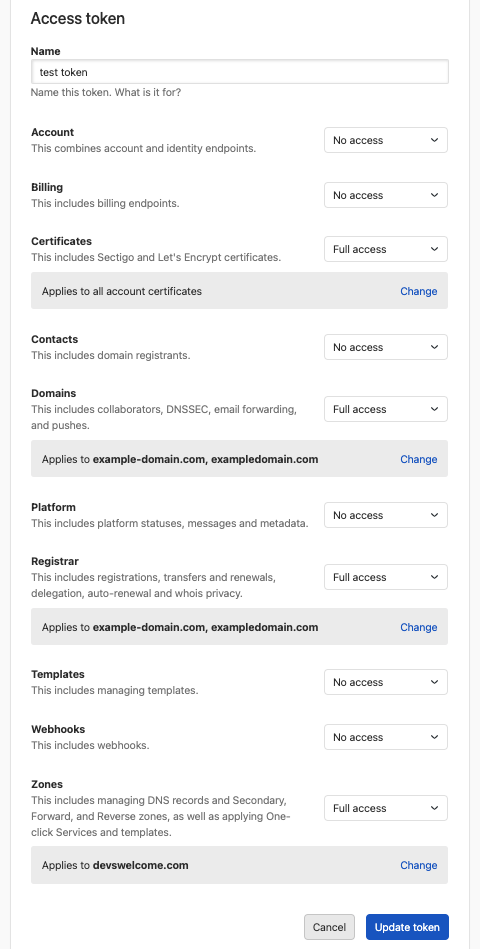 Access token
Name
test token
Name this token. What is it for?
Account
This combines account and identity endpoints.
No access
Billing
This includes billing endpoints.
No access
Certificates
This includes Sectigo and Let's Encrypt certificates.
Full access
Applies to all account certificates
Change
Contacts
This includes domain registrants.
No access
Domains
This includes collaborators, DNSSEC, email forwarding,
and pushes.
Full access
Applies to example-domain.com, exampledomain.com
Change
Platform
This includes platform statuses, messages and metadata.
No access
Registrar
This includes registrations, transfers and renewals,
delegation, auto-renewal and whois privacy.
Full access
Applies to example-domain.com, exampledomain.com
Change
Templates
This includes managing templates.
No access
Webhooks
This includes webhooks.
No access
Zones
This includes managing DNS records and Secondary,
Forward, and Reverse zones, as well as applying One-
click Services and templates.
Full access
Applies to devswelcome.com
Change
Cancel
Update token